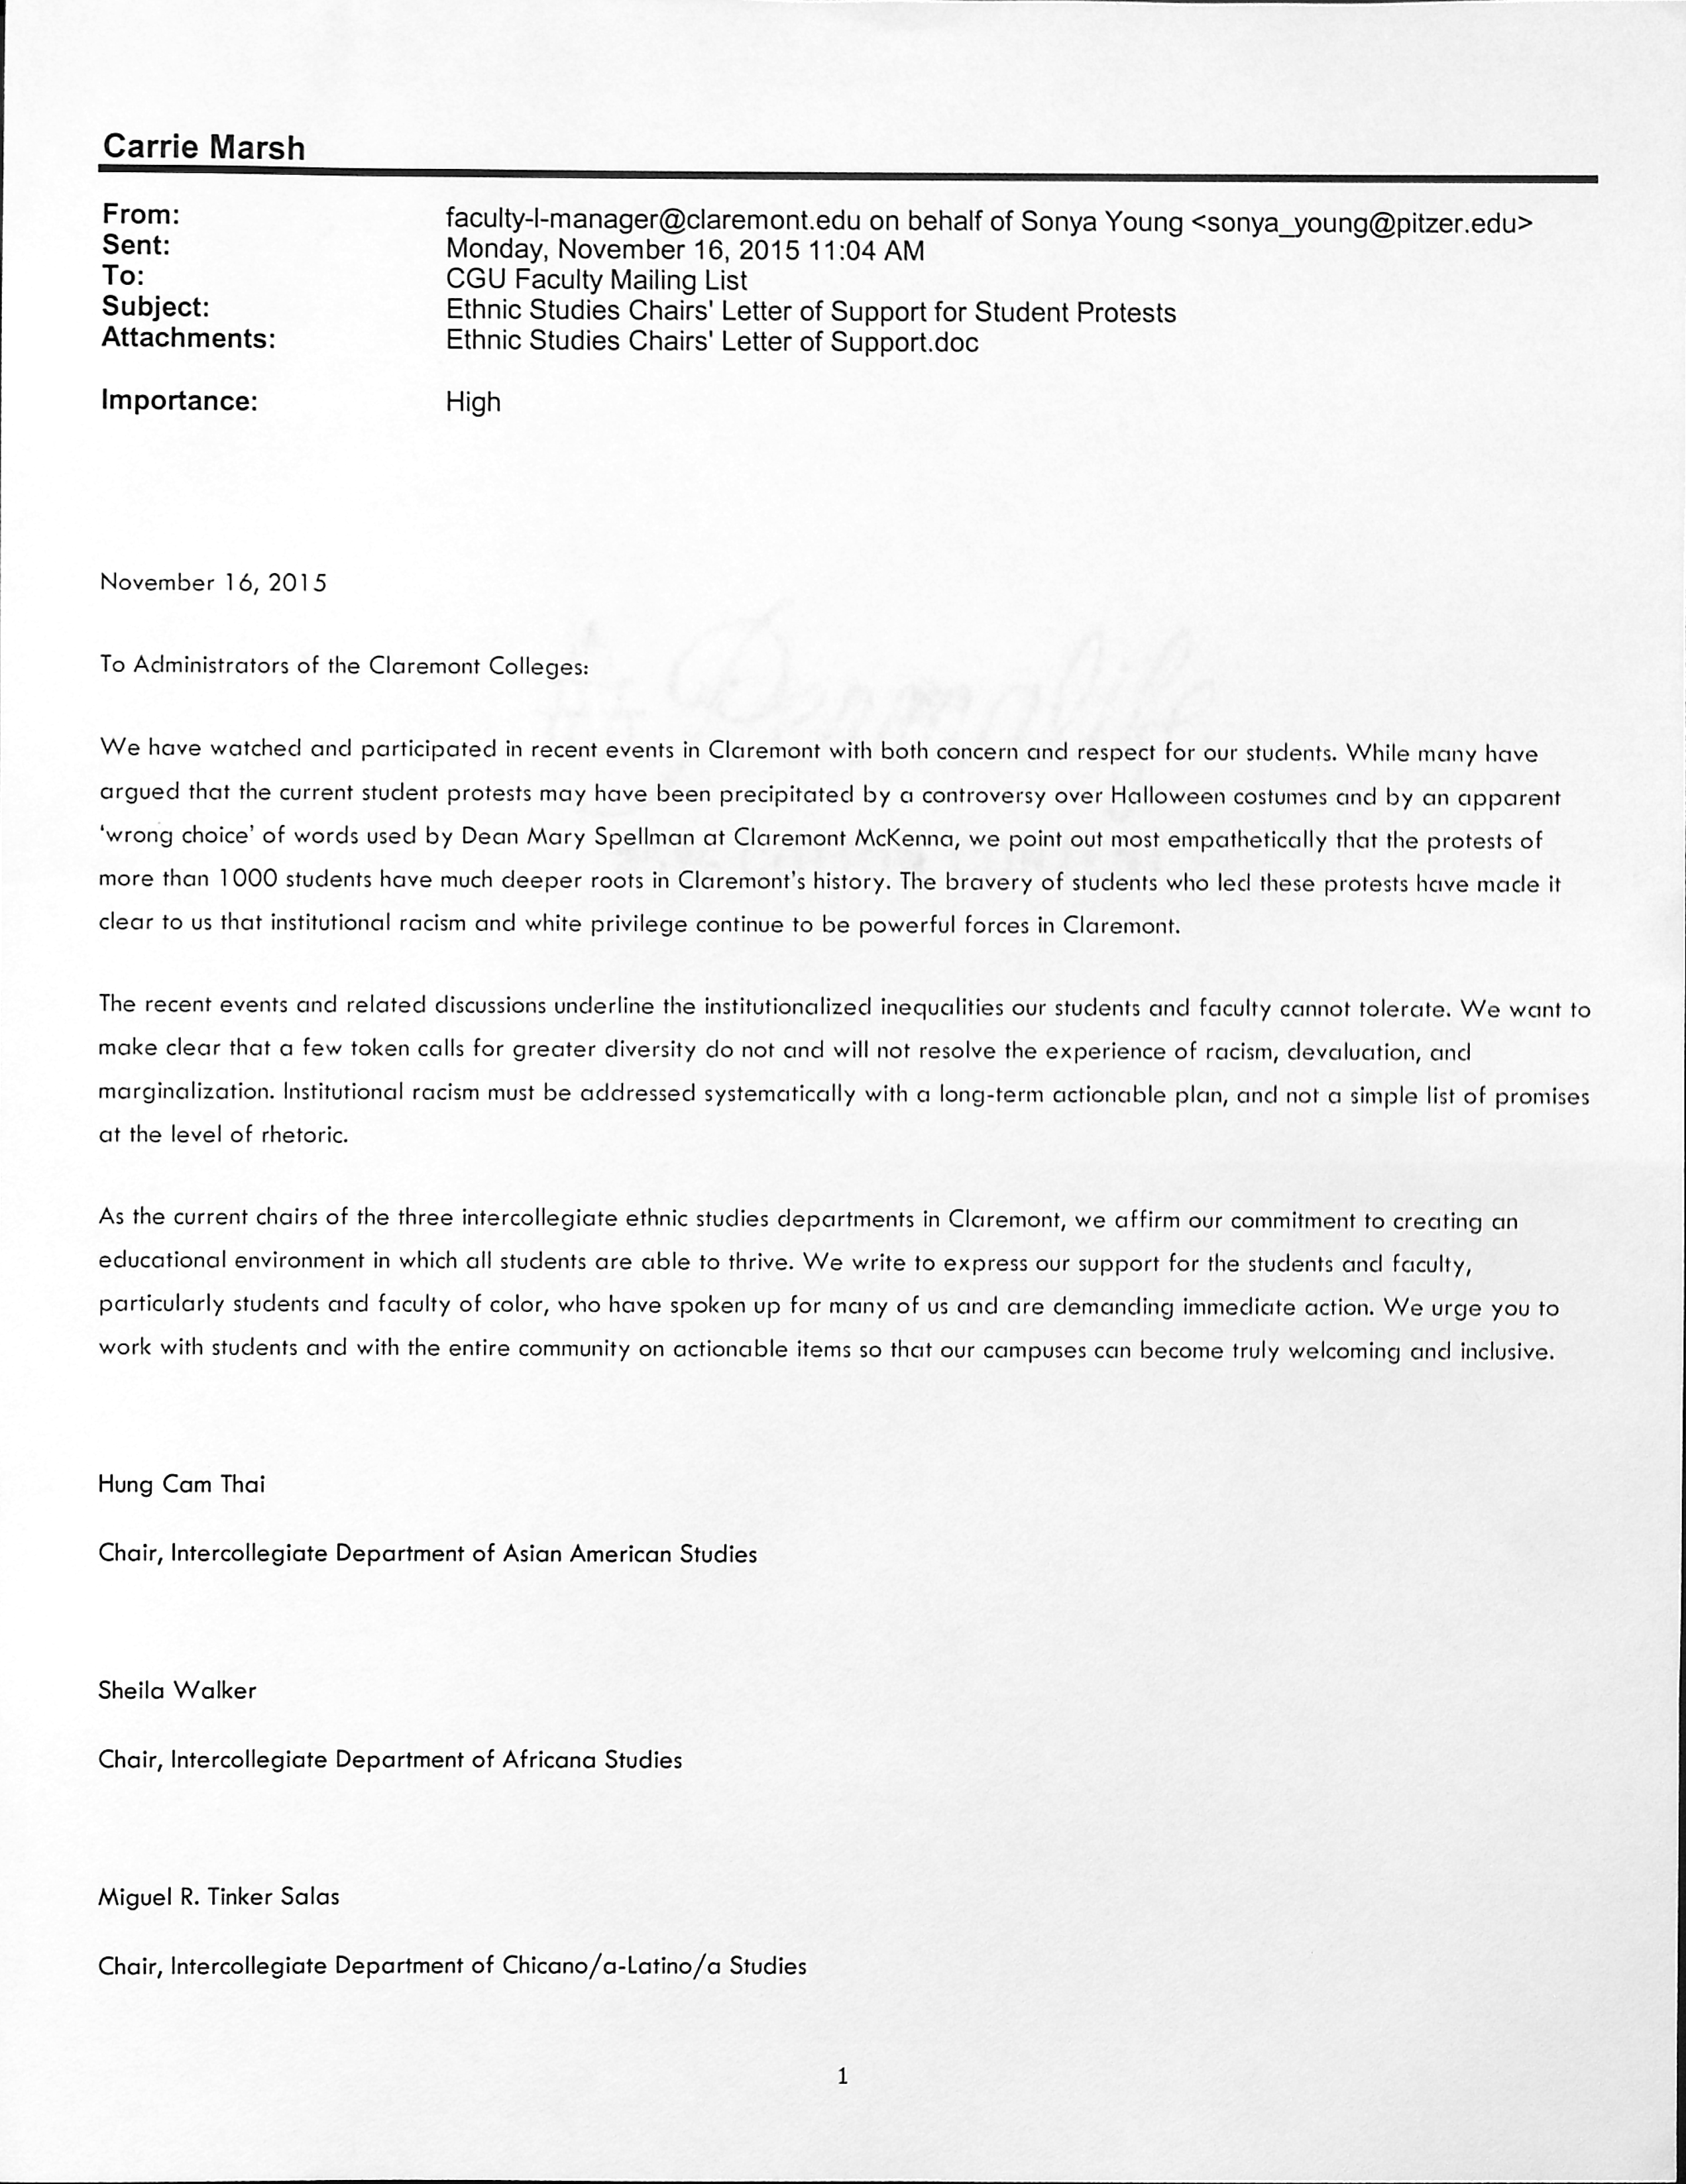 Carrie Marsh
From: faculty-l-manager@claremont.edu on behalf of Sonya Young <sonya_young@pitzer.edu>
Sent: Monday, November 16, 2015 11:04 AM
To: CGU Faculty Mailing List
Subject: Ethnic Studies Chairs' Letter of Support for Student Protests
Attachments: Ethnic Studies Chairs' Letter of Support.doc
Importance: High
November 16, 2015
To Administrators of the Claremont Colleges:
We have watched and participated in recent events in Claremont with both concern and respect for our students. While many have
argued that the current student protests may have been precipitated by a controversy over Halloween costumes and by an apparent
‘wrong choice’ of words used by Dean Mary Spellman at Claremont McKenna, we point out most empathetically that the protests of
more than 1000 students have much deeper roots in Claremont’s history. The bravery of students who led these protests have made it
clear to us that institutional racism and white privilege continue to be powerful forces in Claremont.
The recent events and related discussions underline the institutionalized inequalities our students and faculty cannot tolerate. We want to
make clear that a few token calls for greater diversity do not and will not resolve the experience of racism, devaluation, and
marginalization. Institutional racism must be addressed systematically with a long-term actionable plan, and not a simple list of promises
at the level of rhetoric.
As the current chairs of the three intercollegiate ethnic studies departments in Claremont, we affirm our commitment to creating an
educational environment in which all students are able to thrive. We write to express our support for the students and faculty,
particularly students and faculty of color, who have spoken up for many of us and are demanding immediate action. We urge you to
work with students and with the entire community on actionable items so that our campuses can become truly welcoming and inclusive.
Hung Cam Thai
Chair, Intercollegiate Department of Asian American Studies
Sheila Walker
Chair, Intercollegiate Department of Africana Studies
Miguel R. Tinker Salas
Chair, Intercollegiate Department of Chicano/a-Latino/a Studies
1